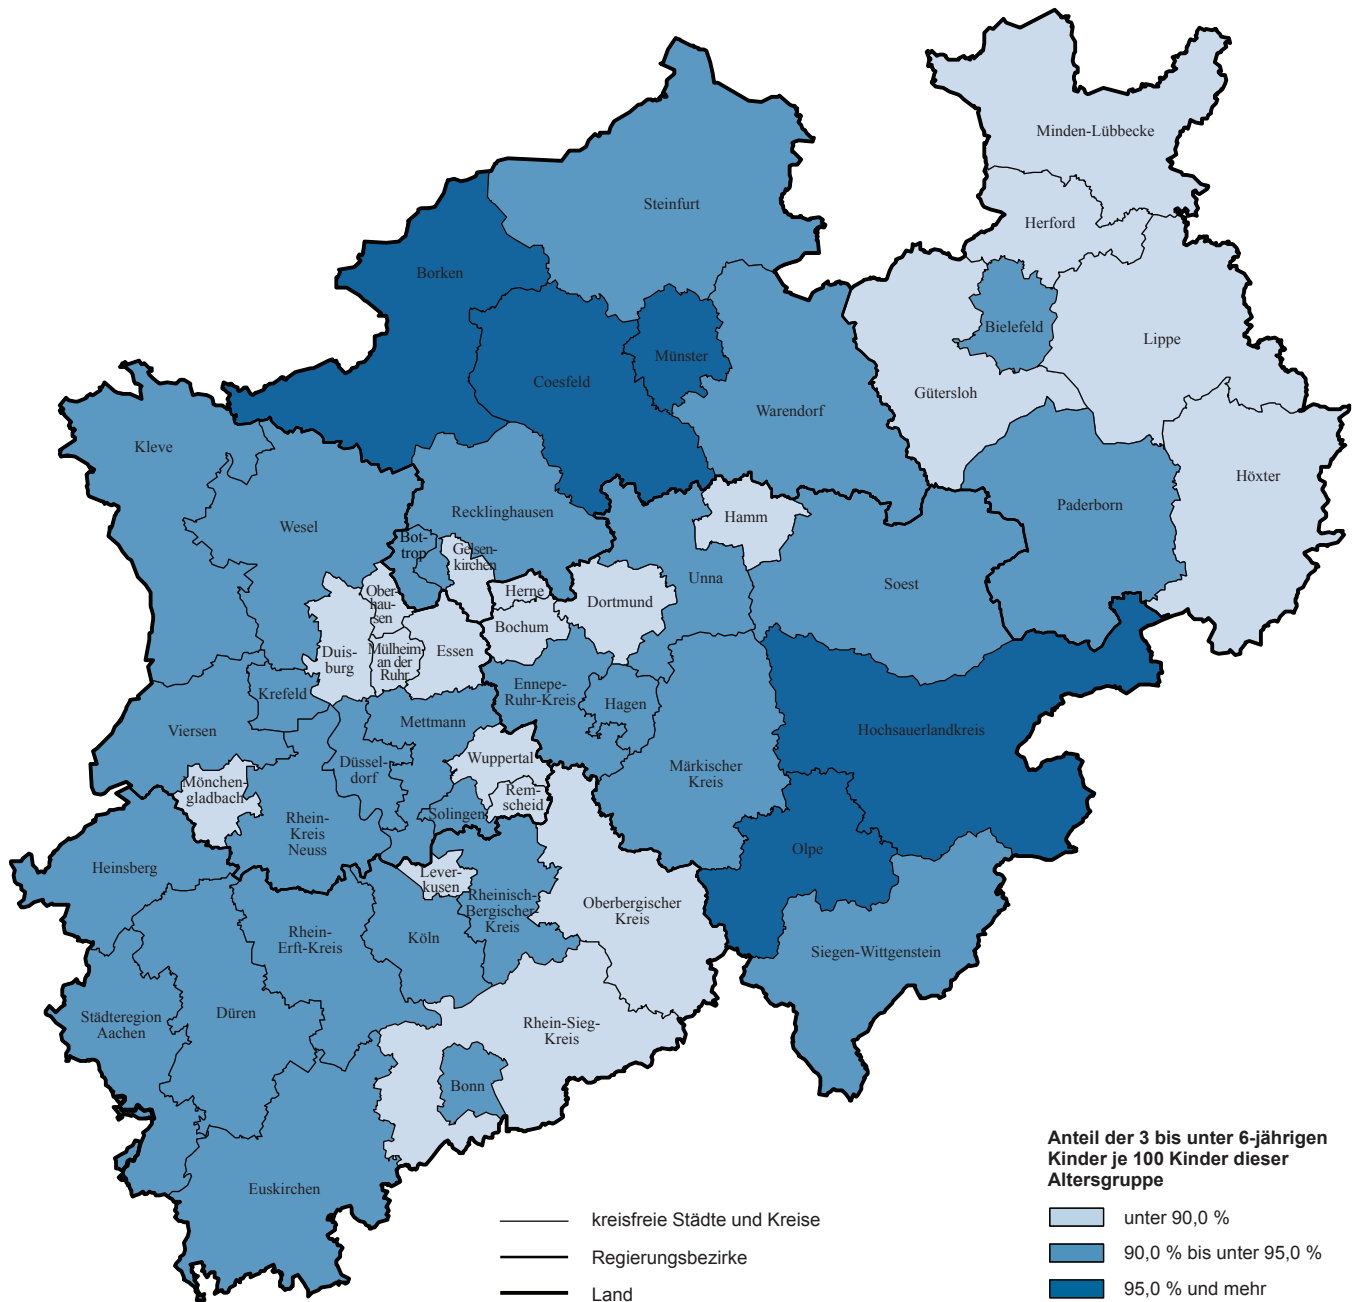 Minden-Lübbecke
Steinfurt
Herford
Borken
Bielefeld
Lippe
Münster
Coesfeld
Gütersloh
Warendorf
Kleve
Höxter
Paderborn
Recklinghausen
Hamm
Wesel
Bot-
trop
Gelsen-
kirchen
Unna
Soest
Ober-
hau-
sen
Herne
Dortmund
Bochum
Duis-
burg
Mülheim
an der
Ruhr
Essen
Krefeld
Ennepe-
Ruhr-Kreis
Hagen
Viersen
Mettmann
Hochsauerlandkreis
Düssel-
dorf
Wuppertal
Märkischer
Kreis
Mönchen-
gladbach
Rem-
scheid
Solingen
Rhein-
Kreis
Neuss
Olpe
Heinsberg
Lever-
kusen
Rheinisch-
Bergischer
Kreis
Oberbergischer
Kreis
Rhein-
Erft-Kreis
Köln
Siegen-Wittgenstein
Städteregion
Aachen
Düren
Rhein-Sieg-
Kreis
Bonn
Euskirchen
kreisfreie Städte und Kreise
Regierungsbezirke
Land
Anteil der 3 bis unter 6-jährigen
Kinder je 100 Kinder dieser
Altersgruppe
unter 90,0 %
90,0 % bis unter 95,0 %
95,0 % und mehr